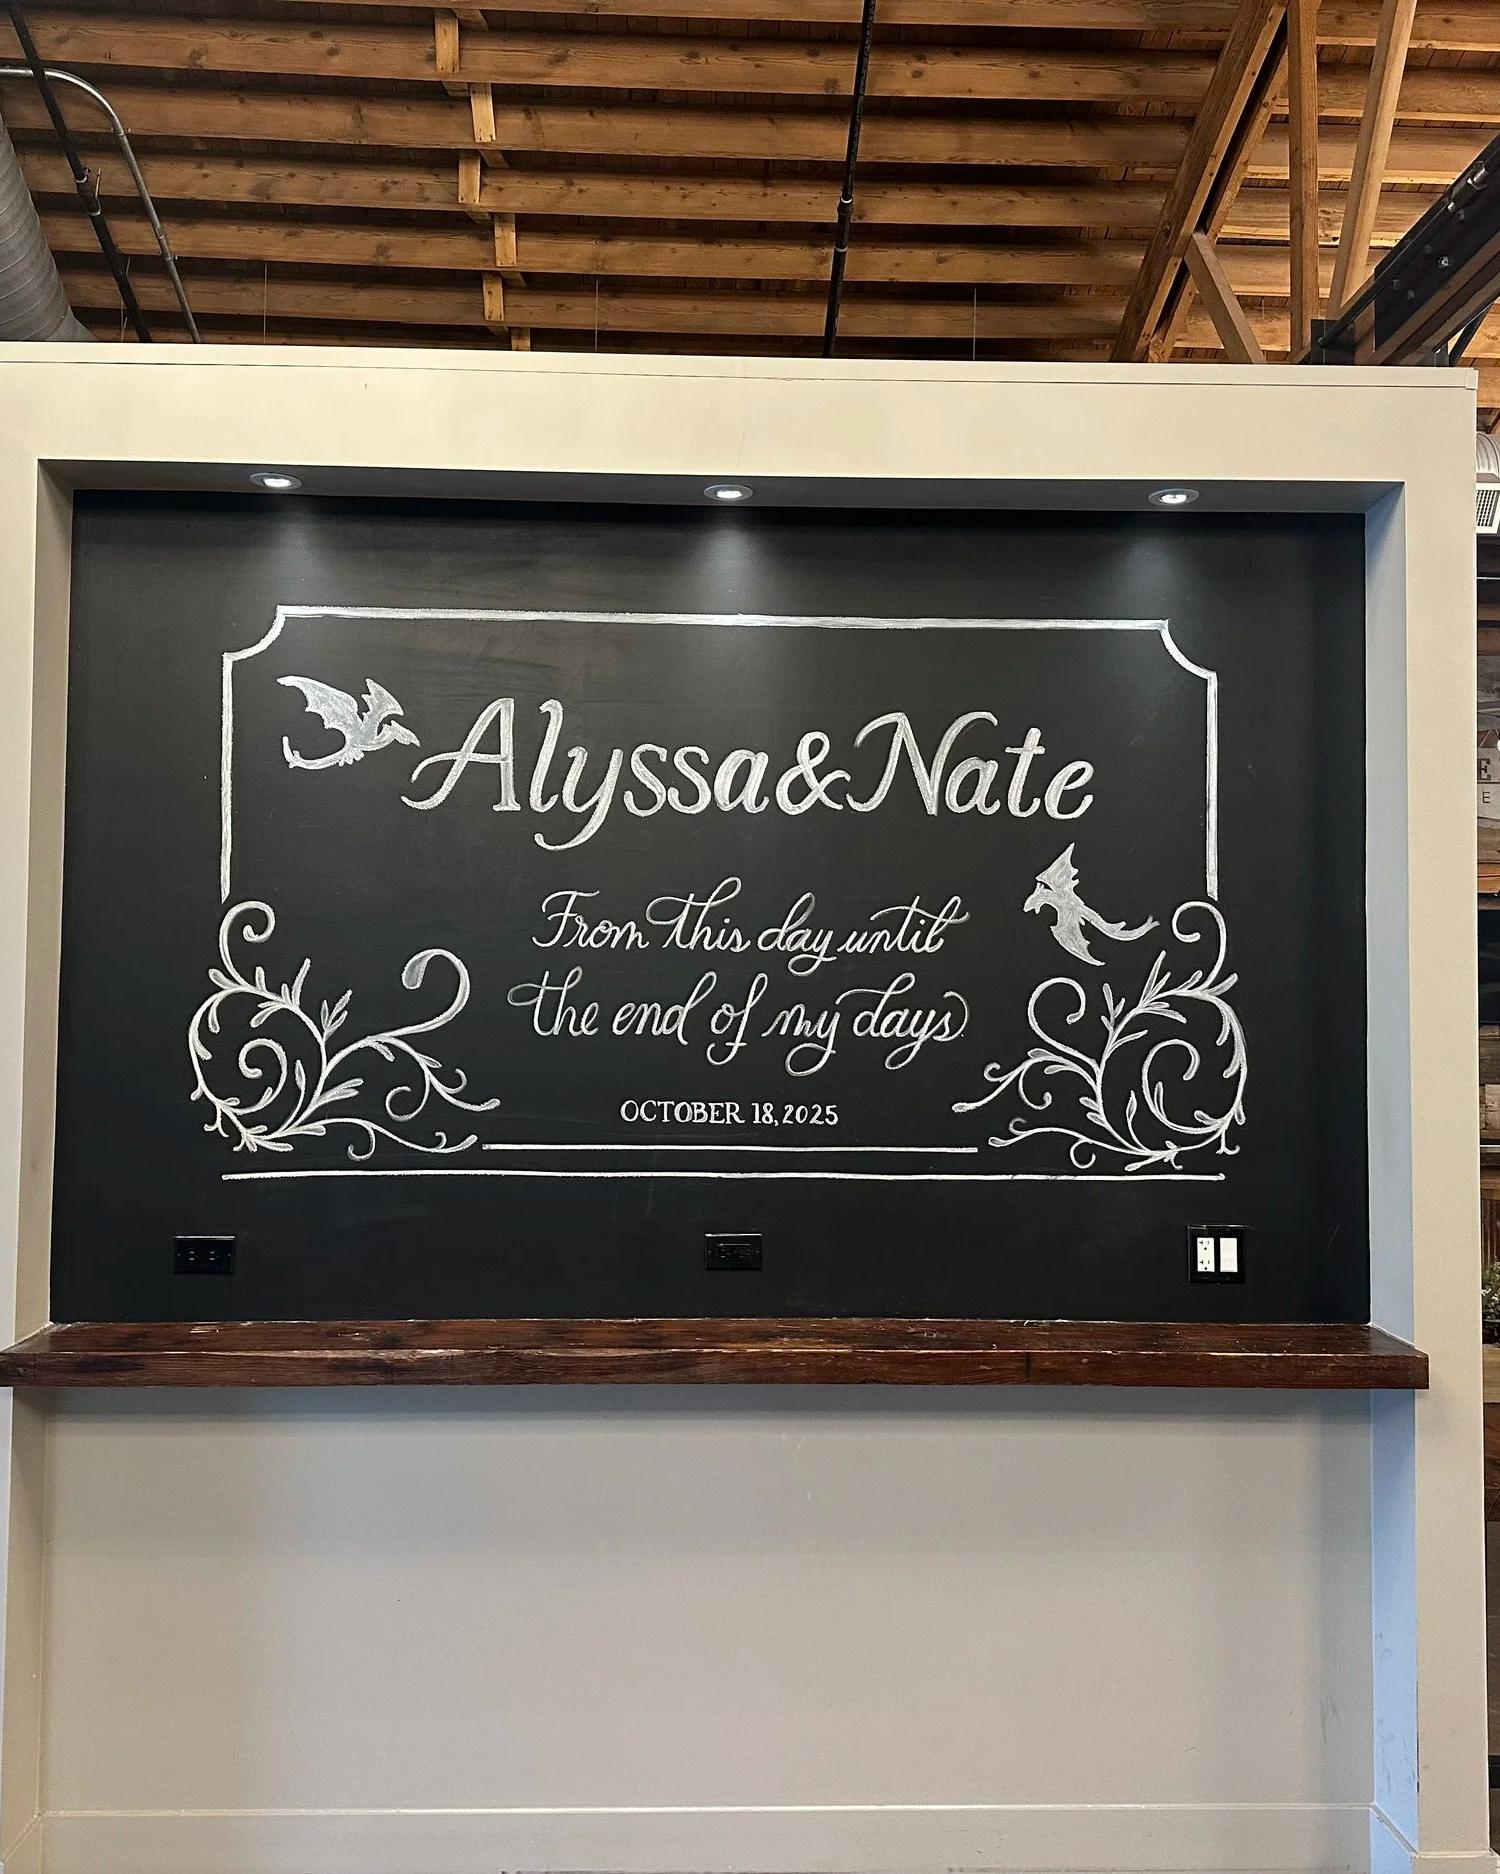 Alyssa & Nate
From this day until
the end of my days
OCTOBER 18, 2025